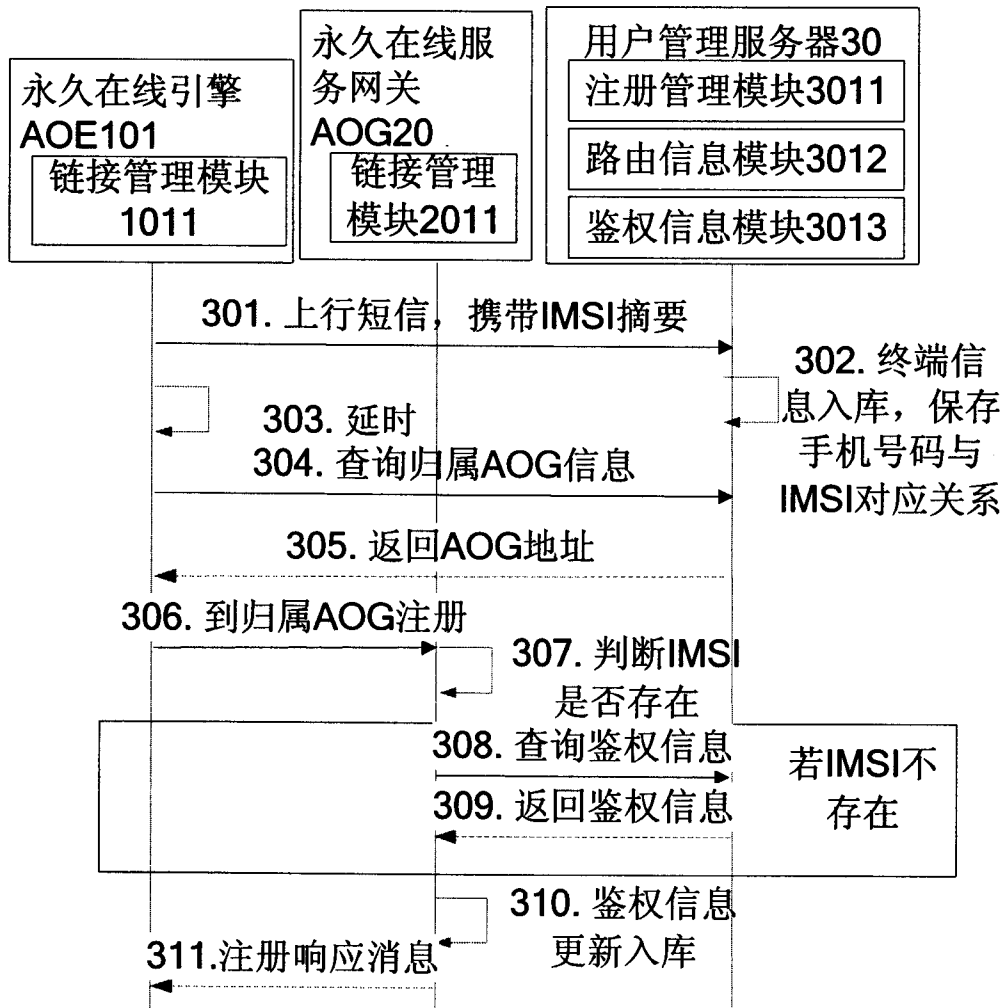 永久在线引擎
AOE101
链接管理模块
1011
永久在线服
务网关
AOG20
链接管理
模块2011
用户管理服务器30
注册管理模块3011
路由信息模块3012
鉴权信息模块3013
301. 上行短信，携带IMSI摘要
302. 终端信
息入库，保存
手机号码与
IMSI对应关系
303. 延时
304. 查询归属AOG信息
305. 返回AOG地址
306. 到归属AOG注册
307. 判断IMSI
是否存在
308. 查询鉴权信息
若IMSI不
存在
309. 返回鉴权信息
310. 鉴权信息
更新入库
311.注册响应消息